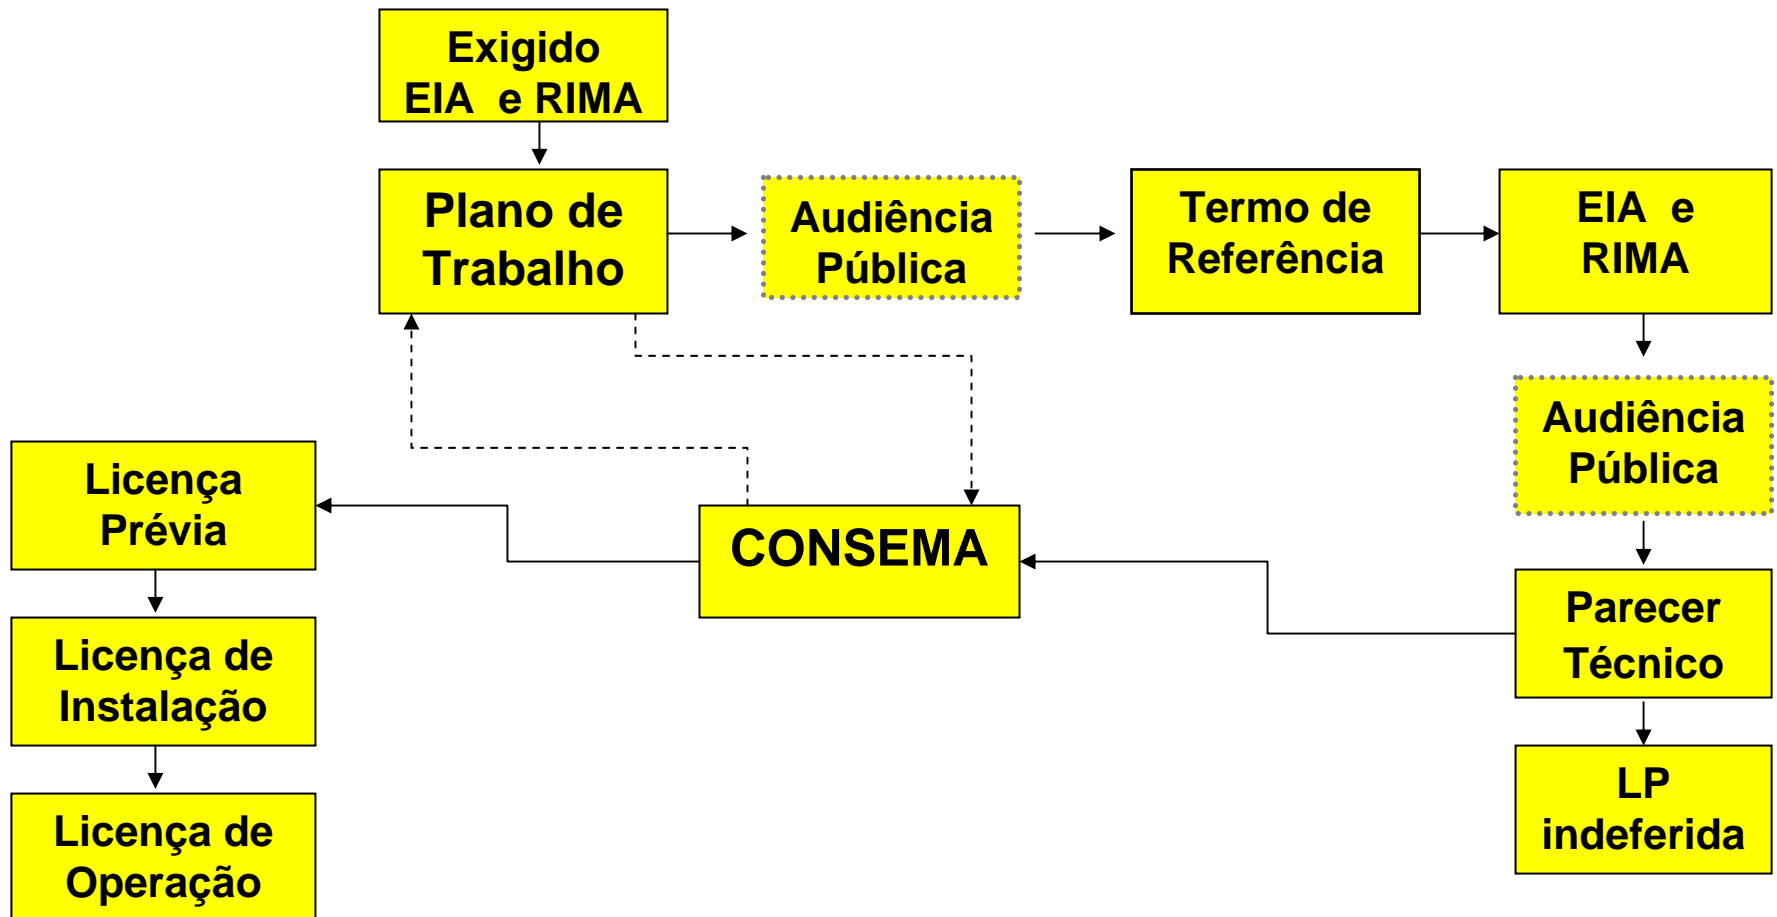 Exigido
EIA e RIMA
Plano de
Trabalho
Audiência
Pública
Termo de
Referência
EIA e
RIMA
Audiência
Pública
Licença
Prévia
CONSEMA
Parecer
Técnico
Licença de
Instalação
LP
indeferida
Licença de
Operação